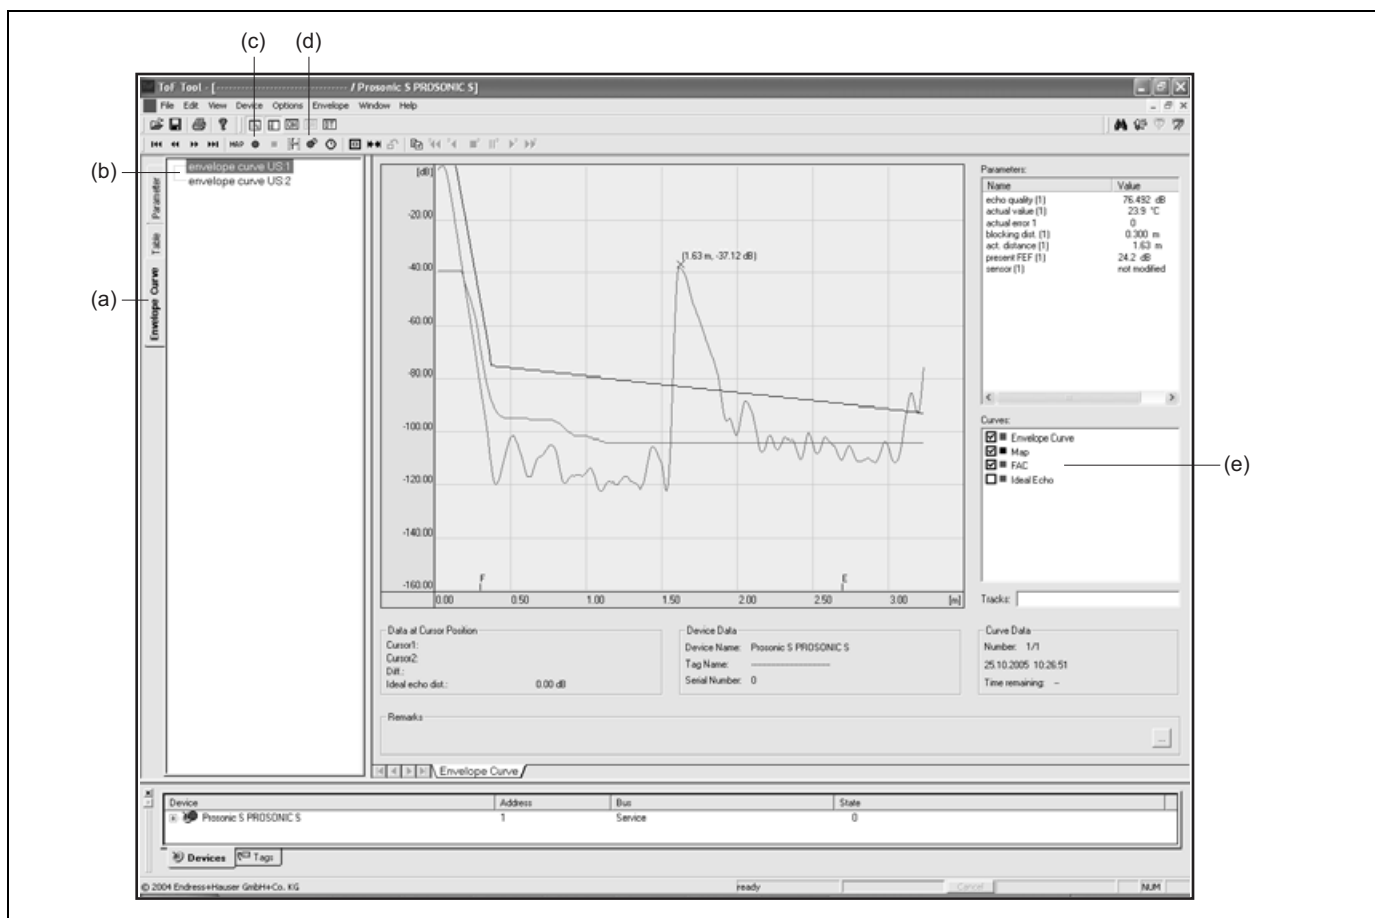 (c)
(d)
ToF Tool - [-------------------------------- / Prosonic S PROSONIC S]
File Edit View Device Options Envelope Window Help
MAP
(b)
envelope curve US:1
envelope curve US:2
Parameter
Table
Envelope Curve
(a)
[dB]
-20.00
-40.00
-60.00
-80.00
-100.00
-120.00
-140.00
-160.00
(1.63 m, -37.12 dB)
F
E
0.00 0.50 1.00 1.50 2.00 2.50 3.00 [m]
Parameters:
Name Value
echo quality (1) 76.492 dB
actual value (1) 23.9 °C
actual error 1 0
blocking dist. (1) 0.300 m
act. distance (1) 1.63 m
present FEF (1) 24.2 dB
sensor (1) not modified
Curves:
Envelope Curve
Map
FAC
Ideal Echo
(e)
Tracks:
Data at Cursor Position
Cursor1:
Cursor2:
Diff.:
Ideal echo dist.: 0.00 dB
Device Data
Device Name: Prosonic S PROSONIC S
Tag Name: --------------------------------
Serial Number: 0
Curve Data
Number: 1/1
25.10.2005 10:26:51
Time remaining: --
Remarks
...
Envelope Curve
Device Address Bus State
Prosonic S PROSONIC S 1 Service 0
Devices Tags
© 2004 Endress+Hauser GmbH+Co. KG ready Cancel NUM